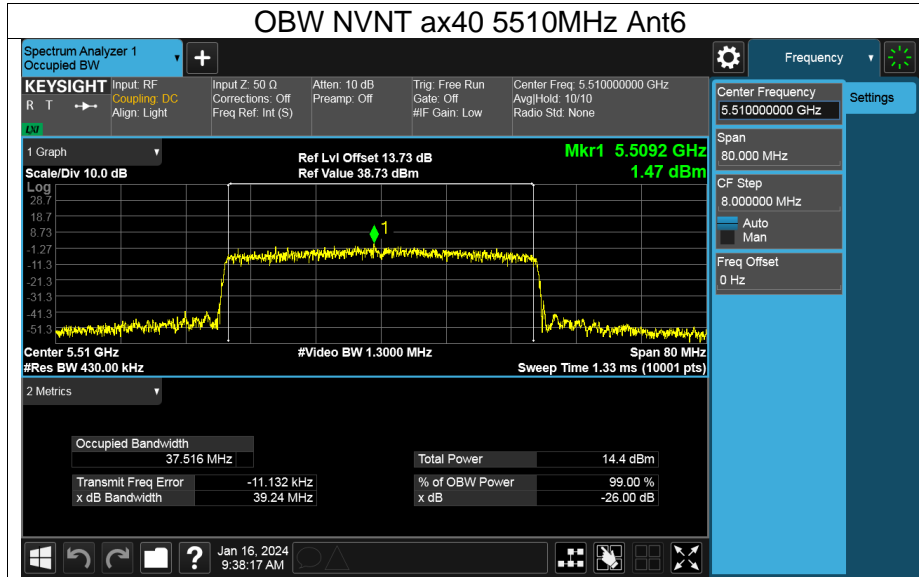 OBW NVNT ax40 5510MHz Ant6
Spectrum Analyzer 1
Occupied BW
Frequency
KEYSIGHT
R T
LXI
Input: RF
Coupling: DC
Align: Light
Input Z: 50 Ω
Corrections: Off
Freq Ref: Int (S)
Atten: 10 dB
Preamp: Off
Trig: Free Run
Gate: Off
#IF Gain: Low
Center Freq: 5.510000000 GHz
Avg|Hold: 10/10
Radio Std: None
Center Frequency
5.510000000 GHz
Settings
Span
80.000 MHz
CF Step
8.000000 MHz
Auto
Man
Freq Offset
0 Hz
1 Graph
Scale/Div 10.0 dB
Ref Lvl Offset 13.73 dB
Ref Value 38.73 dBm
Mkr1 5.5092 GHz
1.47 dBm
Log
28.7
18.7
8.73
-1.27
-11.3
-21.3
-31.3
-41.3
-51.3
1
Center 5.51 GHz
#Res BW 430.00 kHz
#Video BW 1.3000 MHz
Span 80 MHz
Sweep Time 1.33 ms (10001 pts)
2 Metrics
Occupied Bandwidth
37.516 MHz
Total Power 14.4 dBm
Transmit Freq Error -11.132 kHz
% of OBW Power 99.00 %
x dB Bandwidth 39.24 MHz
x dB -26.00 dB
?
Jan 16, 2024
9:38:17 AM